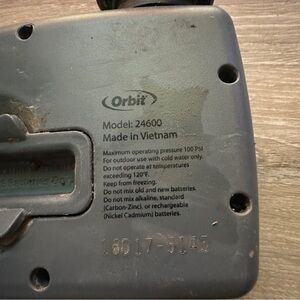 Orbit
Model: 24600
Made in Vietnam
Maximum operating pressure 100 PSI
For outdoor use with cold water only.
Do not operate at temperatures
exceeding 120°F.
Keep from freezing.
Do not mix old and new batteries.
Do not mix alkaline, standard
(Carbon-Zinc), or rechargeable
(Nickel Cadmium) batteries.